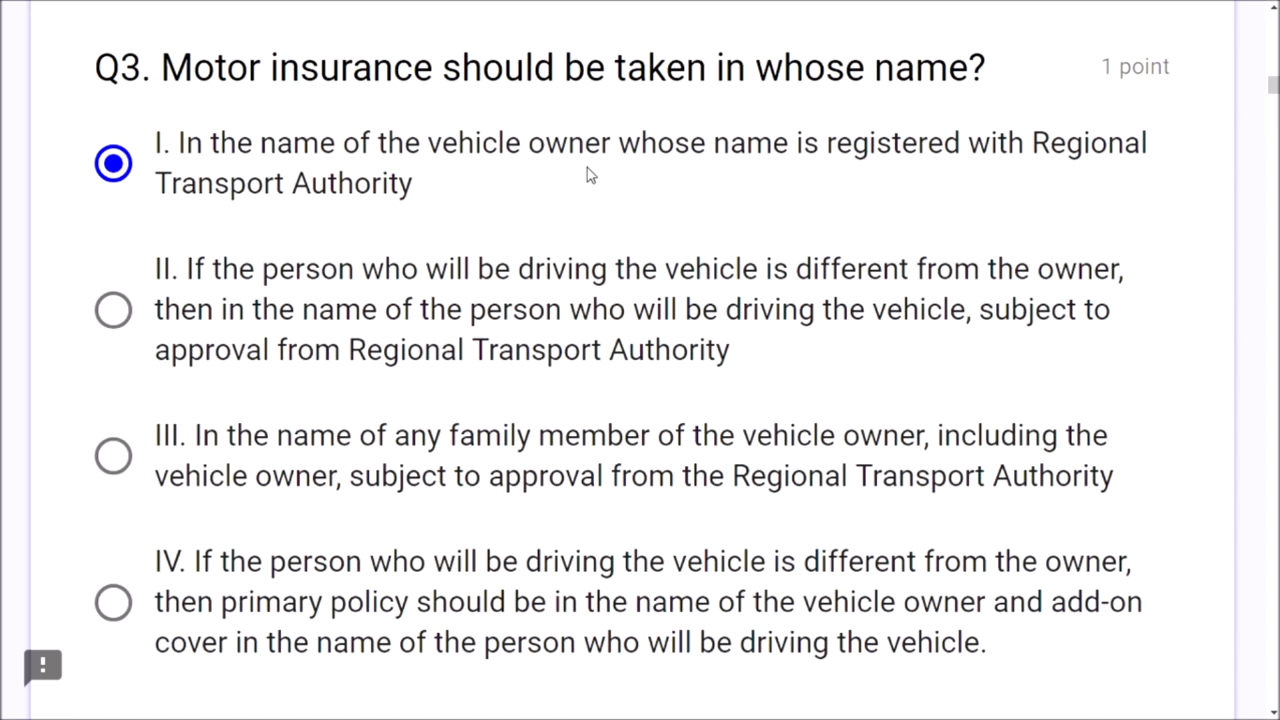 Q3. Motor insurance should be taken in whose name?
1 point
I. In the name of the vehicle owner whose name is registered with Regional
Transport Authority
II. If the person who will be driving the vehicle is different from the owner,
then in the name of the person who will be driving the vehicle, subject to
approval from Regional Transport Authority
III. In the name of any family member of the vehicle owner, including the
vehicle owner, subject to approval from the Regional Transport Authority
IV. If the person who will be driving the vehicle is different from the owner,
then primary policy should be in the name of the vehicle owner and add-on
cover in the name of the person who will be driving the vehicle.
!